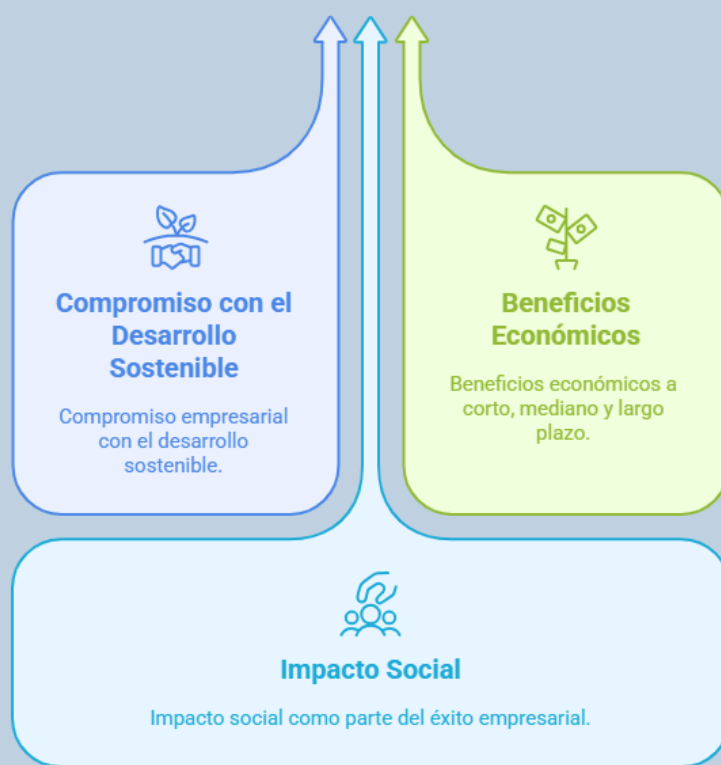 Compromiso con el
Desarrollo
Sostenible
Compromiso empresarial
con el desarrollo
sostenible.
Beneficios
Económicos
Beneficios económicos a
corto, mediano y largo
plazo.
Impacto Social
Impacto social como parte del éxito empresarial.